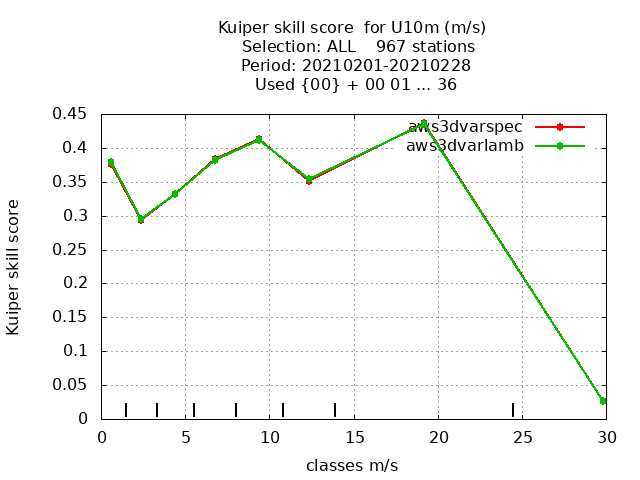 Kuiper skill score  for U10m (m/s)
Selection: ALL    967 stations
Period: 20210201-20210228
Used {00} + 00 01 ... 36
aws3dvarspec
aws3dvarlamb
0.45
0.4
0.35
0.3
0.25
0.2
0.15
0.1
0.05
0
Kuiper skill score
0 5 10 15 20 25 30
classes m/s